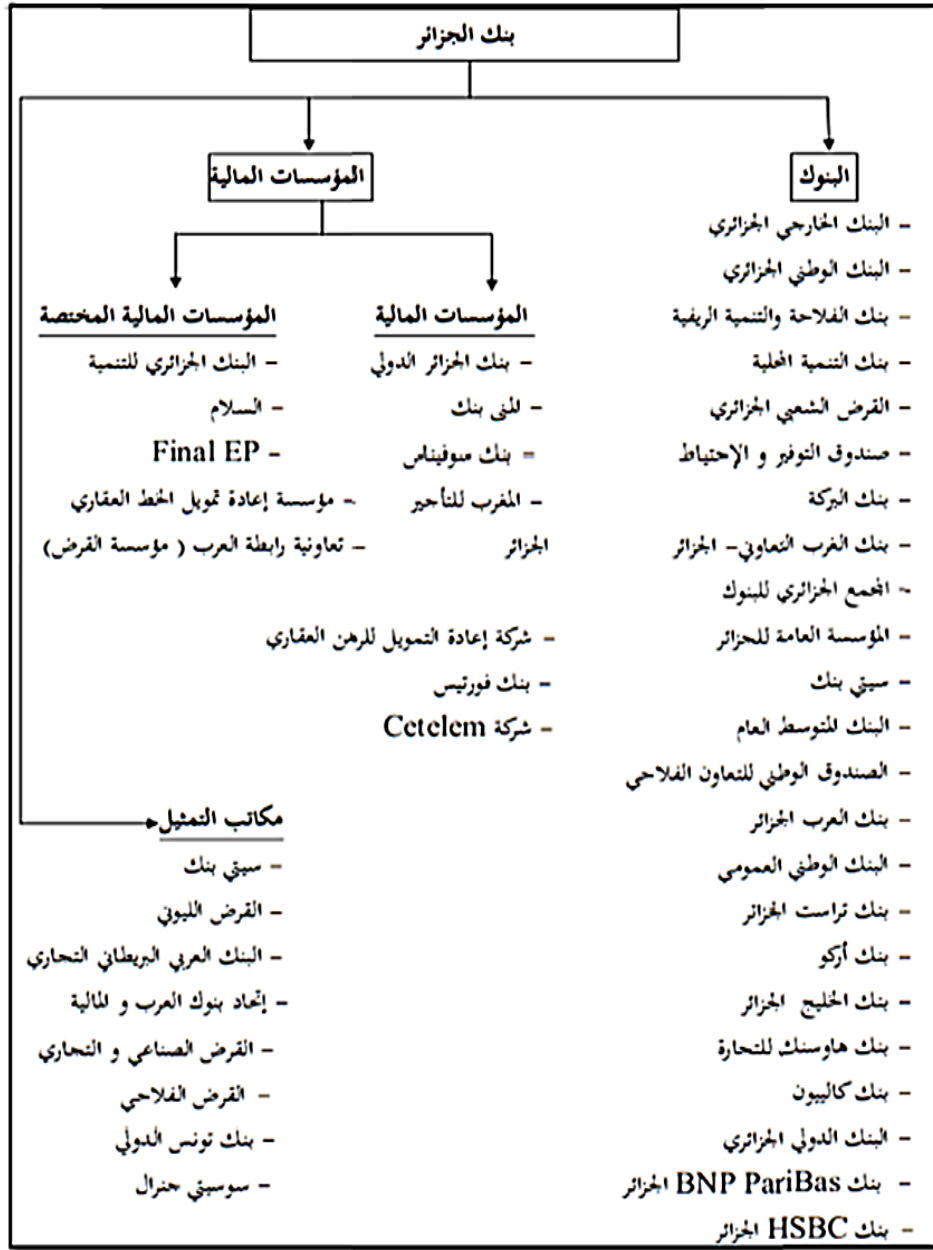 بنك الجزائر
البنوك
- البنك الخارجي الجزائري
- البنك الوطني الجزائري
- بنك الفلاحة والتنمية الريفية
- بنك التنمية المحلية
- القرض الشعبي الجزائري
- صندوق التوفير و الإحتياط
- بنك البركة
- بنك الغرب التعاوني- الجزائر
- المجمع الجزائري للبنوك
- المؤسسة العامة للجزائر
- سيتي بنك
- البنك المتوسط العام
- الصندوق الوطني للتعاون الفلاحي
- بنك العرب الجزائر
- البنك الوطني العمومي
- بنك تراست الجزائر
- بنك أركو
- بنك الخليج الجزائر
- بنك هاوسنك للتجارة
- بنك كاليون
- البنك الدولي الجزائري
- بنك BNP PariBas الجزائر
- بنك HSBC الجزائر
المؤسسات المالية
المؤسسات المالية
- بنك الجزائر الدولي
- المنى بنك
- بنك سوفيناس
- المغرب للتأجير
الجزائر
- شركة إعادة التمويل للرهن العقاري
- بنك فورتيس
- شركة Cetelem
المؤسسات المالية المختصة
- البنك الجزائري للتنمية
- السلام
- Final EP
- مؤسسة إعادة تمويل الخط العقاري
- تعاونية رابطة العرب ( مؤسسة القرض)
مكاتب التمثيل
- سيتي بنك
- القرض الليوني
- البنك العربي البريطاني التجاري
- إتحاد بنوك العرب و المالية
- القرض الصناعي و التجاري
- القرض الفلاحي
- بنك تونس الدولي
- سوسيتي جنرال